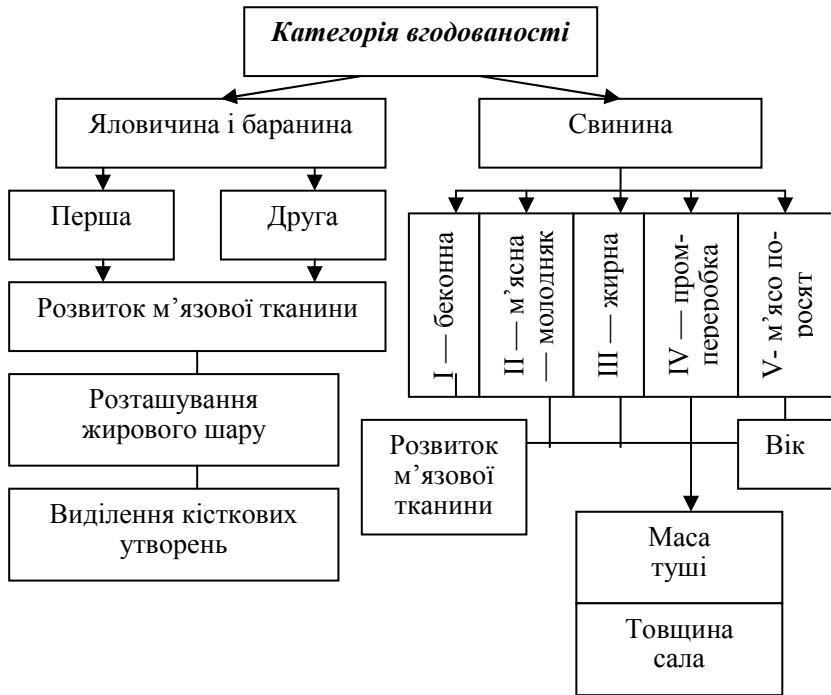 Категорія вгодованості
Яловичина і баранина
Свинина
Перша
Друга
I — беконна
II — м’ясна
— молодняк
III — жирна
IV — пром-
переробка
V- м’ясо по-
росят
Розвиток м’язової тканини
Розташування
жирового шару
Виділення кісткових
утворень
Розвиток
м’язової
тканини
Вік
Маса
туші
Товщина
сала